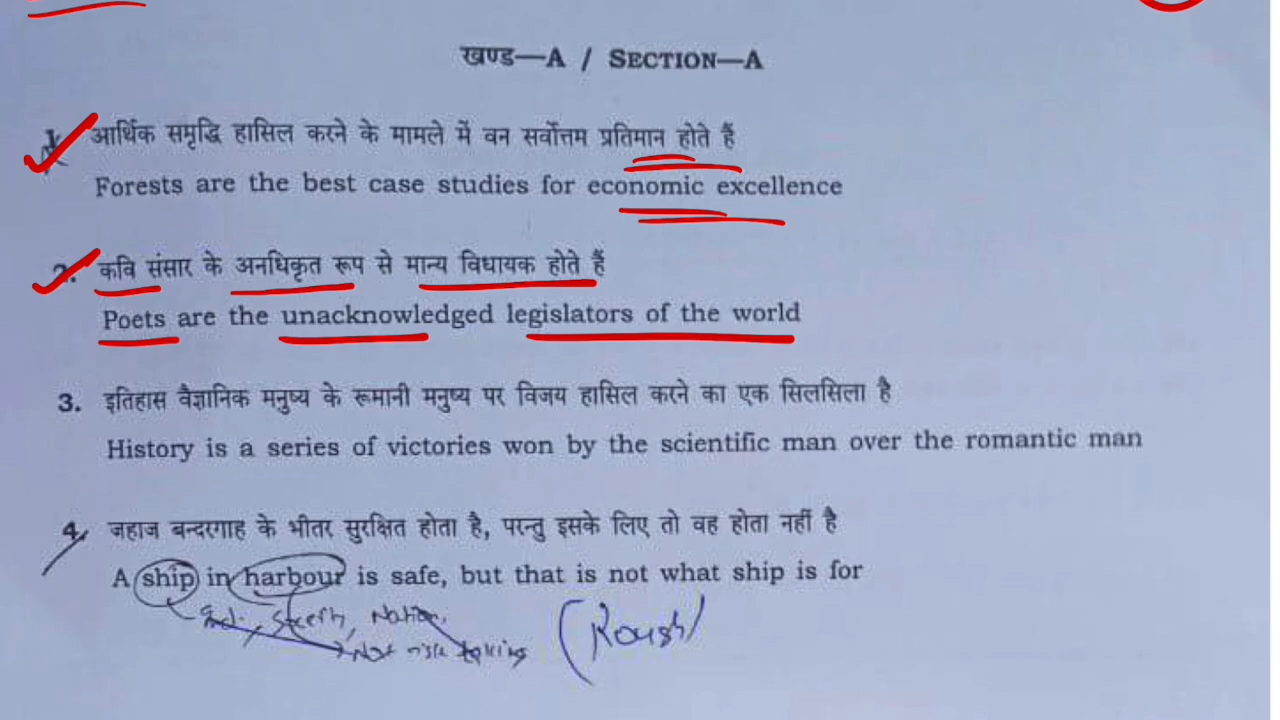 खण्ड—A / SECTION—A
आर्थिक समृद्धि हासिल करने के मामले में वन सर्वोत्तम प्रतिमान होते हैं
Forests are the best case studies for economic excellence
2. कवि संसार के अनधिकृत रूप से मान्य विधायक होते हैं
Poets are the unacknowledged legislators of the world
3. इतिहास वैज्ञानिक मनुष्य के रूमानी मनुष्य पर विजय हासिल करने का एक सिलसिला है
History is a series of victories won by the scientific man over the romantic man
4. जहाज बन्दरगाह के भीतर सुरक्षित होता है, परन्तु इसके लिए तो वह होता नहीं है
A ship in harbour is safe, but that is not what ship is for
Nation
Not risk taking
(Rough)